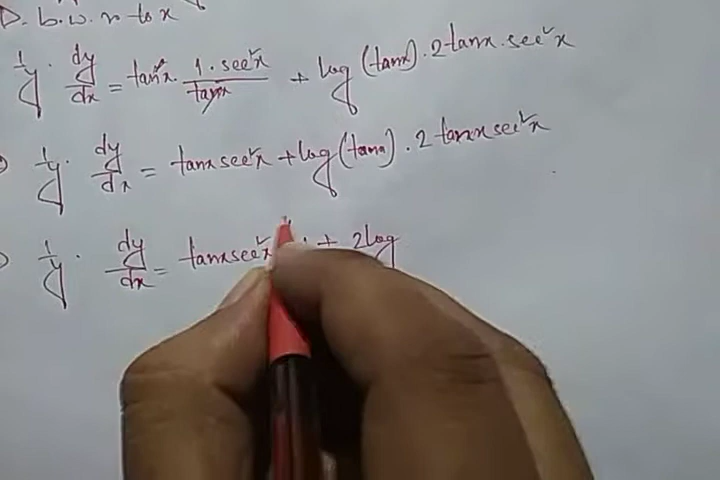 D. b. w. r to x
1/y · dy/dx = tan²x · 1·sec²x/tanx + log(tanx)·2tanx·sec²x
1/y · dy/dx = tanx sec²x + log(tanx)·2 tanx sec²x
1/y · dy/dx = tanx sec²x + 2log